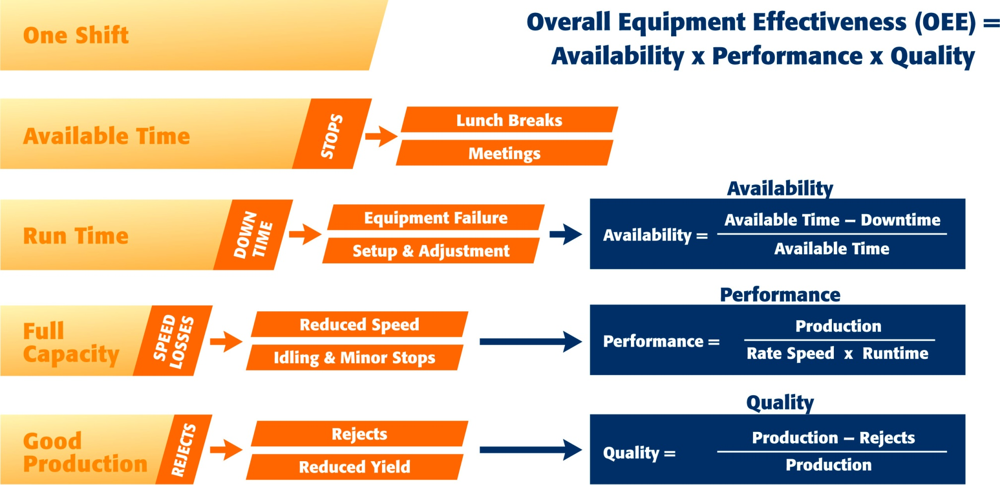 One Shift
Overall Equipment Effectiveness (OEE) =
Availability x Performance x Quality
Available Time
STOPS
Lunch Breaks
Meetings
Run Time
DOWN
TIME
Equipment Failure
Setup & Adjustment
Availability
Availability =
Available Time – Downtime
Available Time
Full
Capacity
SPEED
LOSSES
Reduced Speed
Idling & Minor Stops
Performance
Performance =
Production
Rate Speed x Runtime
Good
Production
REJECTS
Rejects
Reduced Yield
Quality
Quality =
Production – Rejects
Production